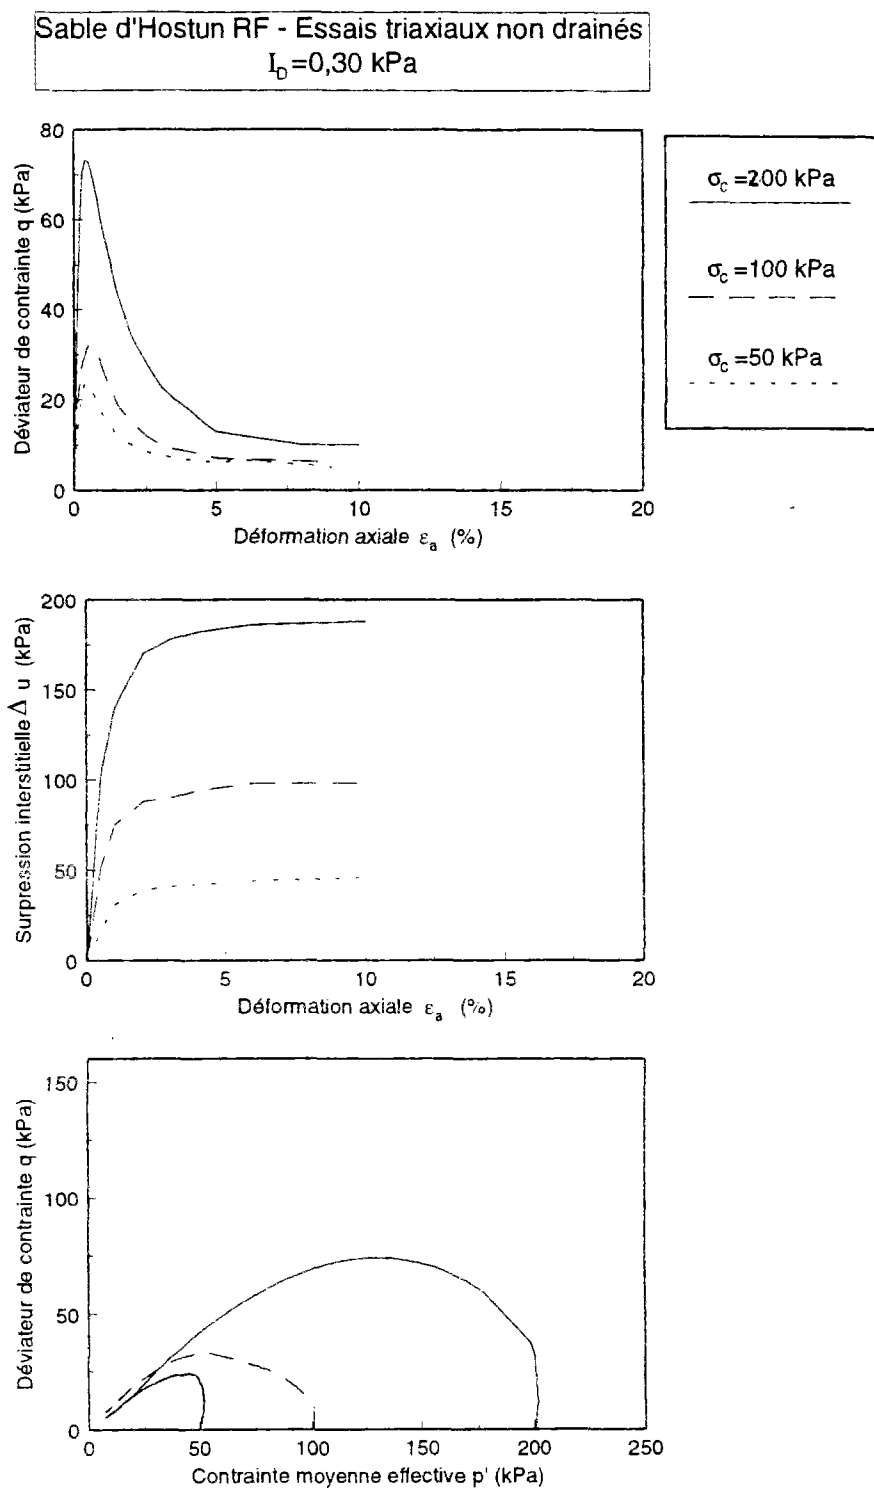 Sable d'Hostun RF - Essais triaxiaux non drainés
I_D=0,30 kPa
Déviateur de contrainte q (kPa)
80
60
40
20
0
0 5 10 15 20
Déformation axiale ε_a (%)
σ_c =200 kPa
σ_c =100 kPa
σ_c =50 kPa
Surpression interstitielle Δ u (kPa)
200
150
100
50
0
0 5 10 15 20
Déformation axiale ε_a (%)
Déviateur de contrainte q (kPa)
150
100
50
0
0 50 100 150 200 250
Contrainte moyenne effective p' (kPa)